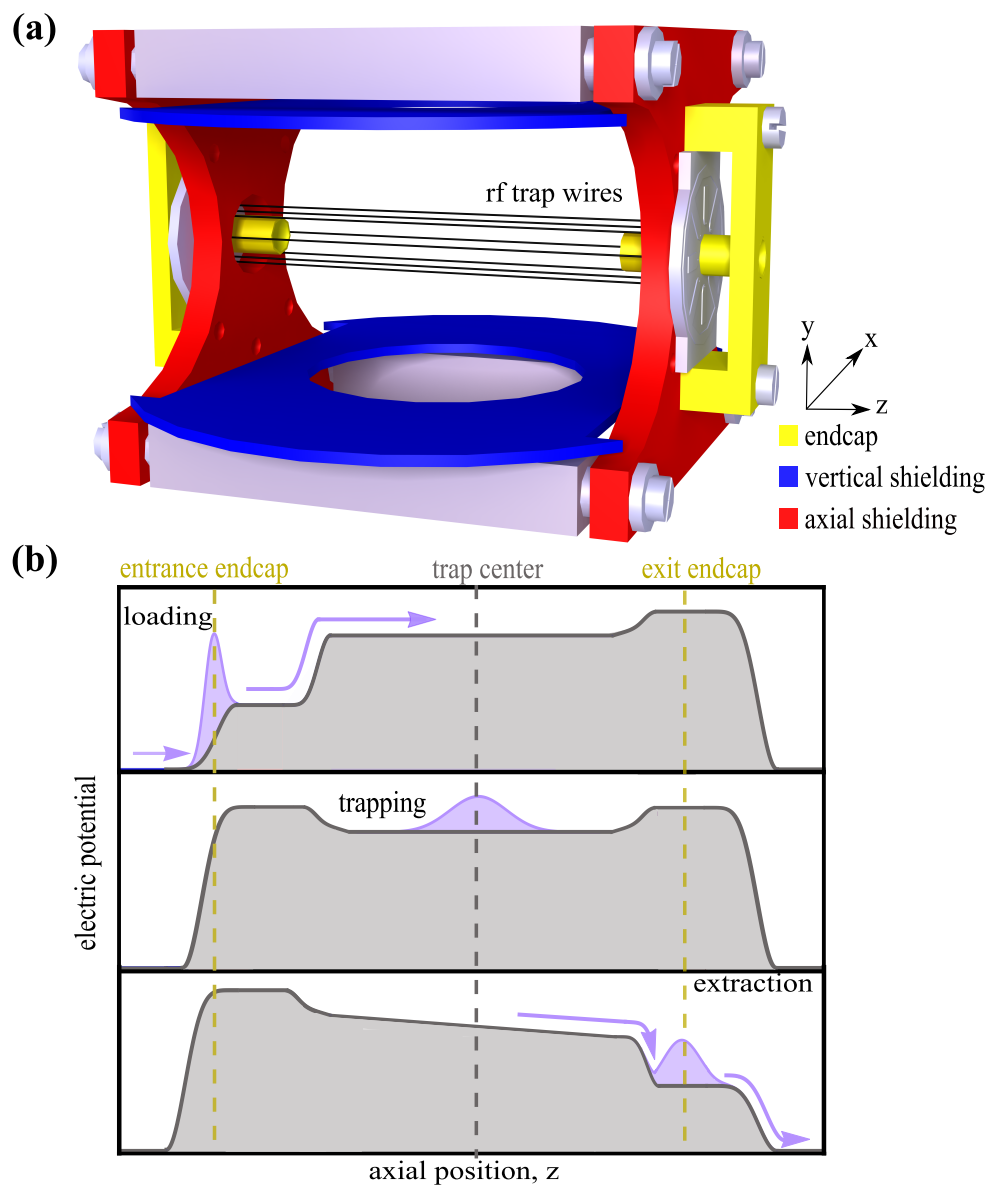 (a)
rf trap wires
y
x
z
endcap
vertical shielding
axial shielding
(b)
entrance endcap
trap center
exit endcap
loading
trapping
extraction
electric potential
axial position, z